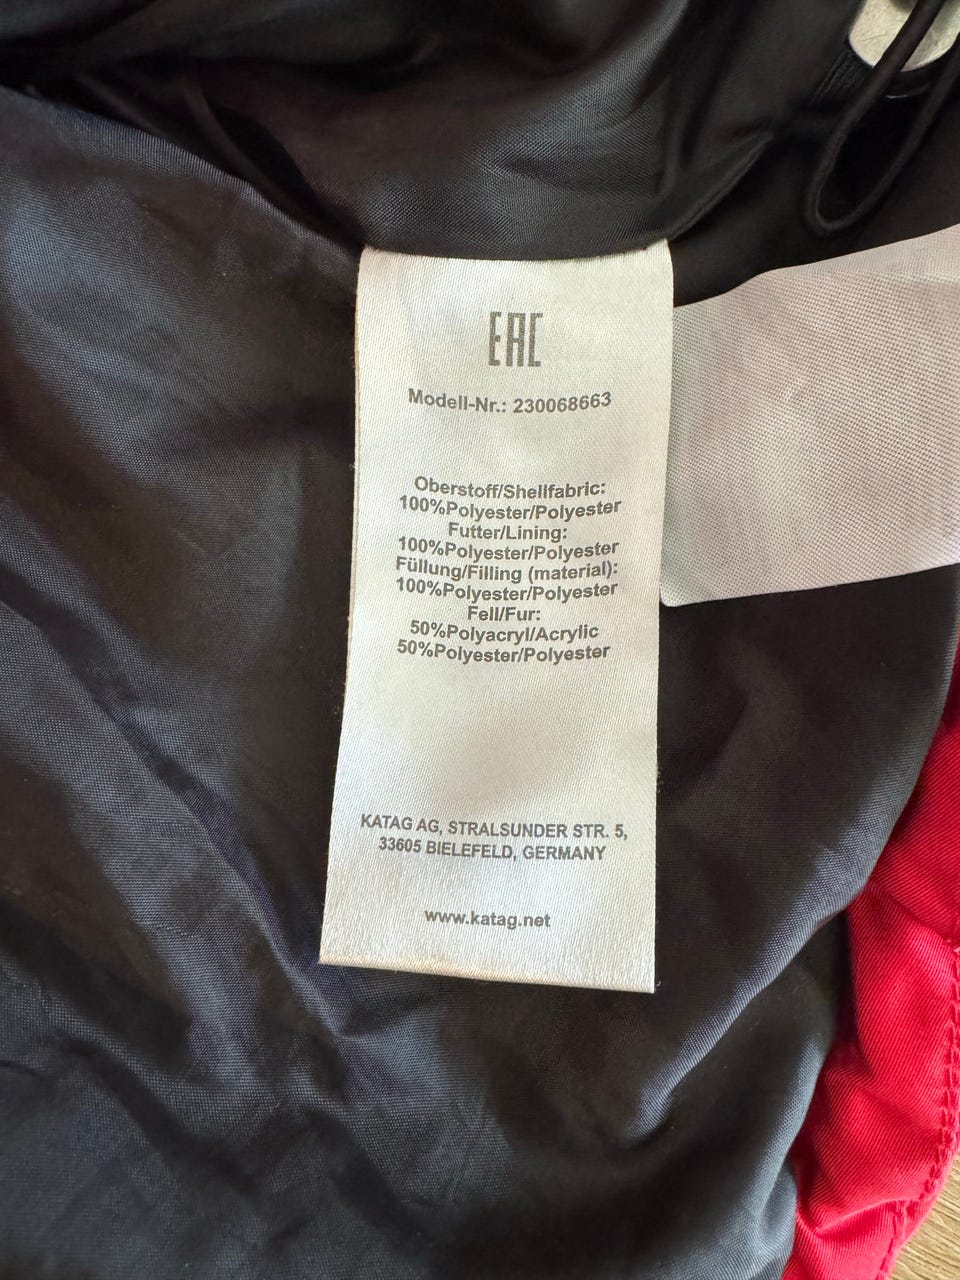 EAC
Modell-Nr.: 230068663
Oberstoff/Shellfabric:
100%Polyester/Polyester
Futter/Lining:
100%Polyester/Polyester
Füllung/Filling (material):
100%Polyester/Polyester
Fell/Fur:
50%Polyacryl/Acrylic
50%Polyester/Polyester
KATAG AG, STRALSUNDER STR. 5,
33605 BIELEFELD, GERMANY
www.katag.net